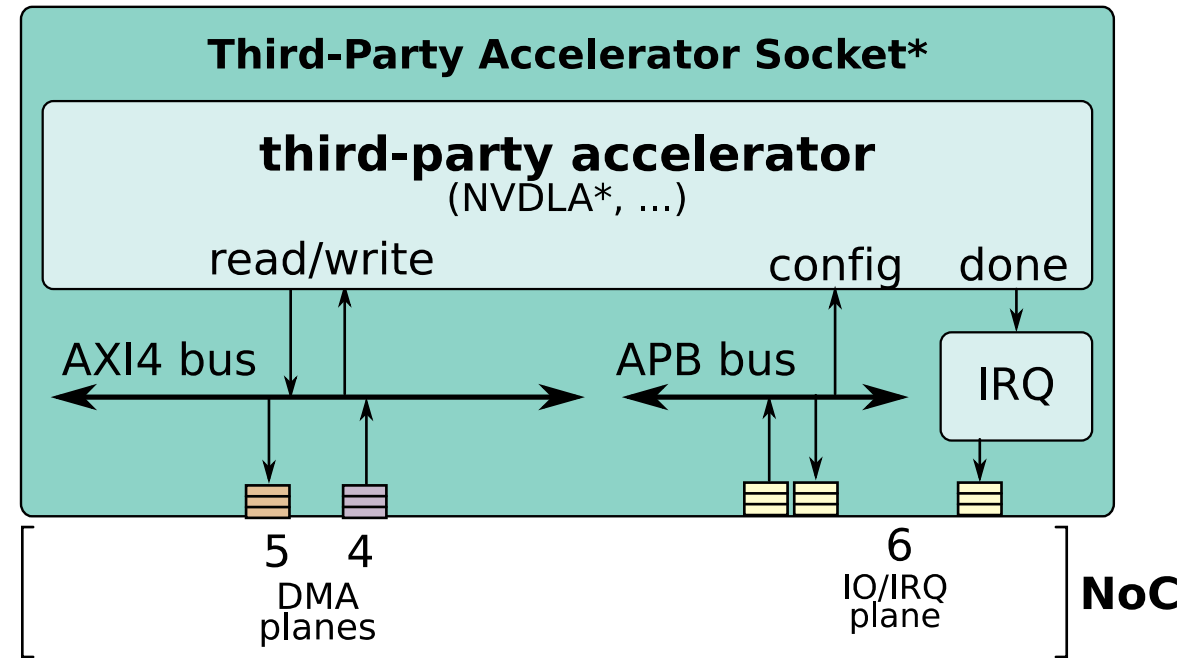 Third-Party Accelerator Socket*
third-party accelerator
(NVDLA*, ...)
read/write
config
done
AXI4 bus
APB bus
IRQ
5
4
6
DMA
planes
IO/IRQ
plane
NoC